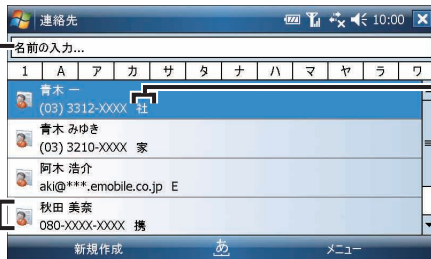 連絡先 10:00
名前の入力...
1 A ア カ サ タ ナ ハ マ ヤ ラ ワ
青木 一
(03) 3312-XXXX 社
青木 みゆき
(03) 3210-XXXX 家
阿木 浩介
aki@***.emobile.co.jp E
秋田 美奈
080-XXXX-XXXX 携
新規作成 あ メニュー